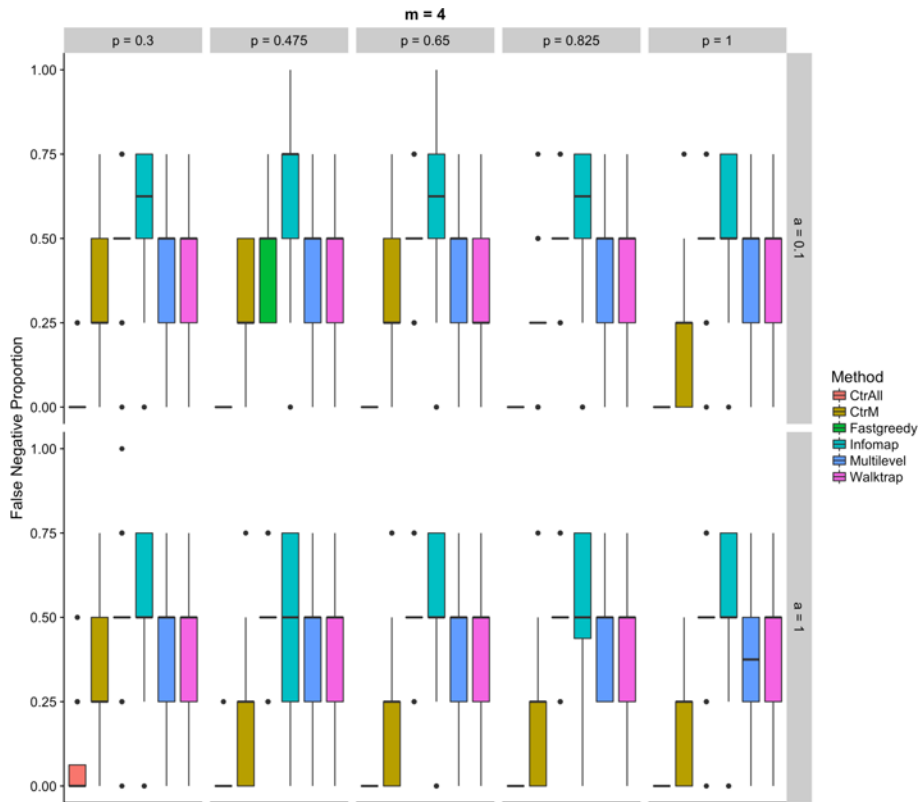 m = 4
p = 0.3 p = 0.475 p = 0.65 p = 0.825 p = 1
1.00
0.75
0.50
0.25
0.00
a = 0.1
1.00
0.75
0.50
0.25
0.00
a = 1
False Negative Proportion
Method
CtrAll
CtrM
Fastgreedy
Infomap
Multilevel
Walktrap